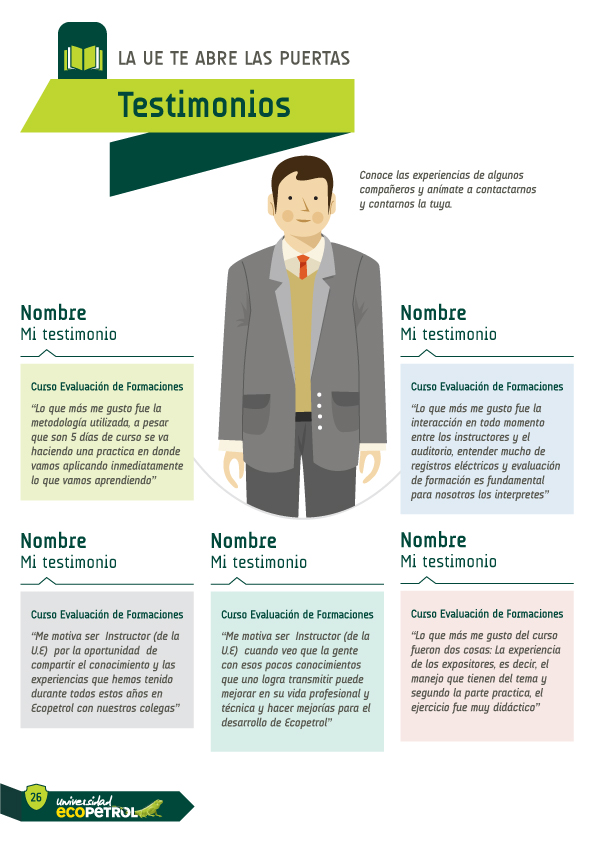 LA UE TE ABRE LAS PUERTAS
Testimonios
Conoce las experiencias de algunos
compañeros y anímate a contactarnos
y contarnos la tuya.
Nombre
Mi testimonio
Curso Evaluación de Formaciones
“Lo que más me gusto fue la
metodología utilizada, a pesar
que son 5 días de curso se va
haciendo una practica en donde
vamos aplicando inmediatamente
lo que vamos aprendiendo”
Nombre
Mi testimonio
Curso Evaluación de Formaciones
“Lo que más me gusto fue la
interacción en todo momento
entre los instructores y el
auditorio, entender mucho de
registros eléctricos y evaluación
de formación es fundamental
para nosotros los interpretes”
Nombre
Mi testimonio
Curso Evaluación de Formaciones
“Me motiva ser Instructor (de la
U.E) por la oportunidad de
compartir el conocimiento y las
experiencias que hemos tenido
durante todos estos años en
Ecopetrol con nuestros colegas”
Nombre
Mi testimonio
Curso Evaluación de Formaciones
“Me motiva ser Instructor (de la
U.E) cuando veo que la gente
con esos pocos conocimientos
que uno logra transmitir puede
mejorar en su vida profesional y
técnica y hacer mejorías para el
desarrollo de Ecopetrol”
Nombre
Mi testimonio
Curso Evaluación de Formaciones
“Lo que más me gusto del curso
fueron dos cosas: La experiencia
de los expositores, es decir, el
manejo que tienen del tema y
segundo la parte practica, el
ejercicio fue muy didáctico”
26
Universidad
ECOPETROL